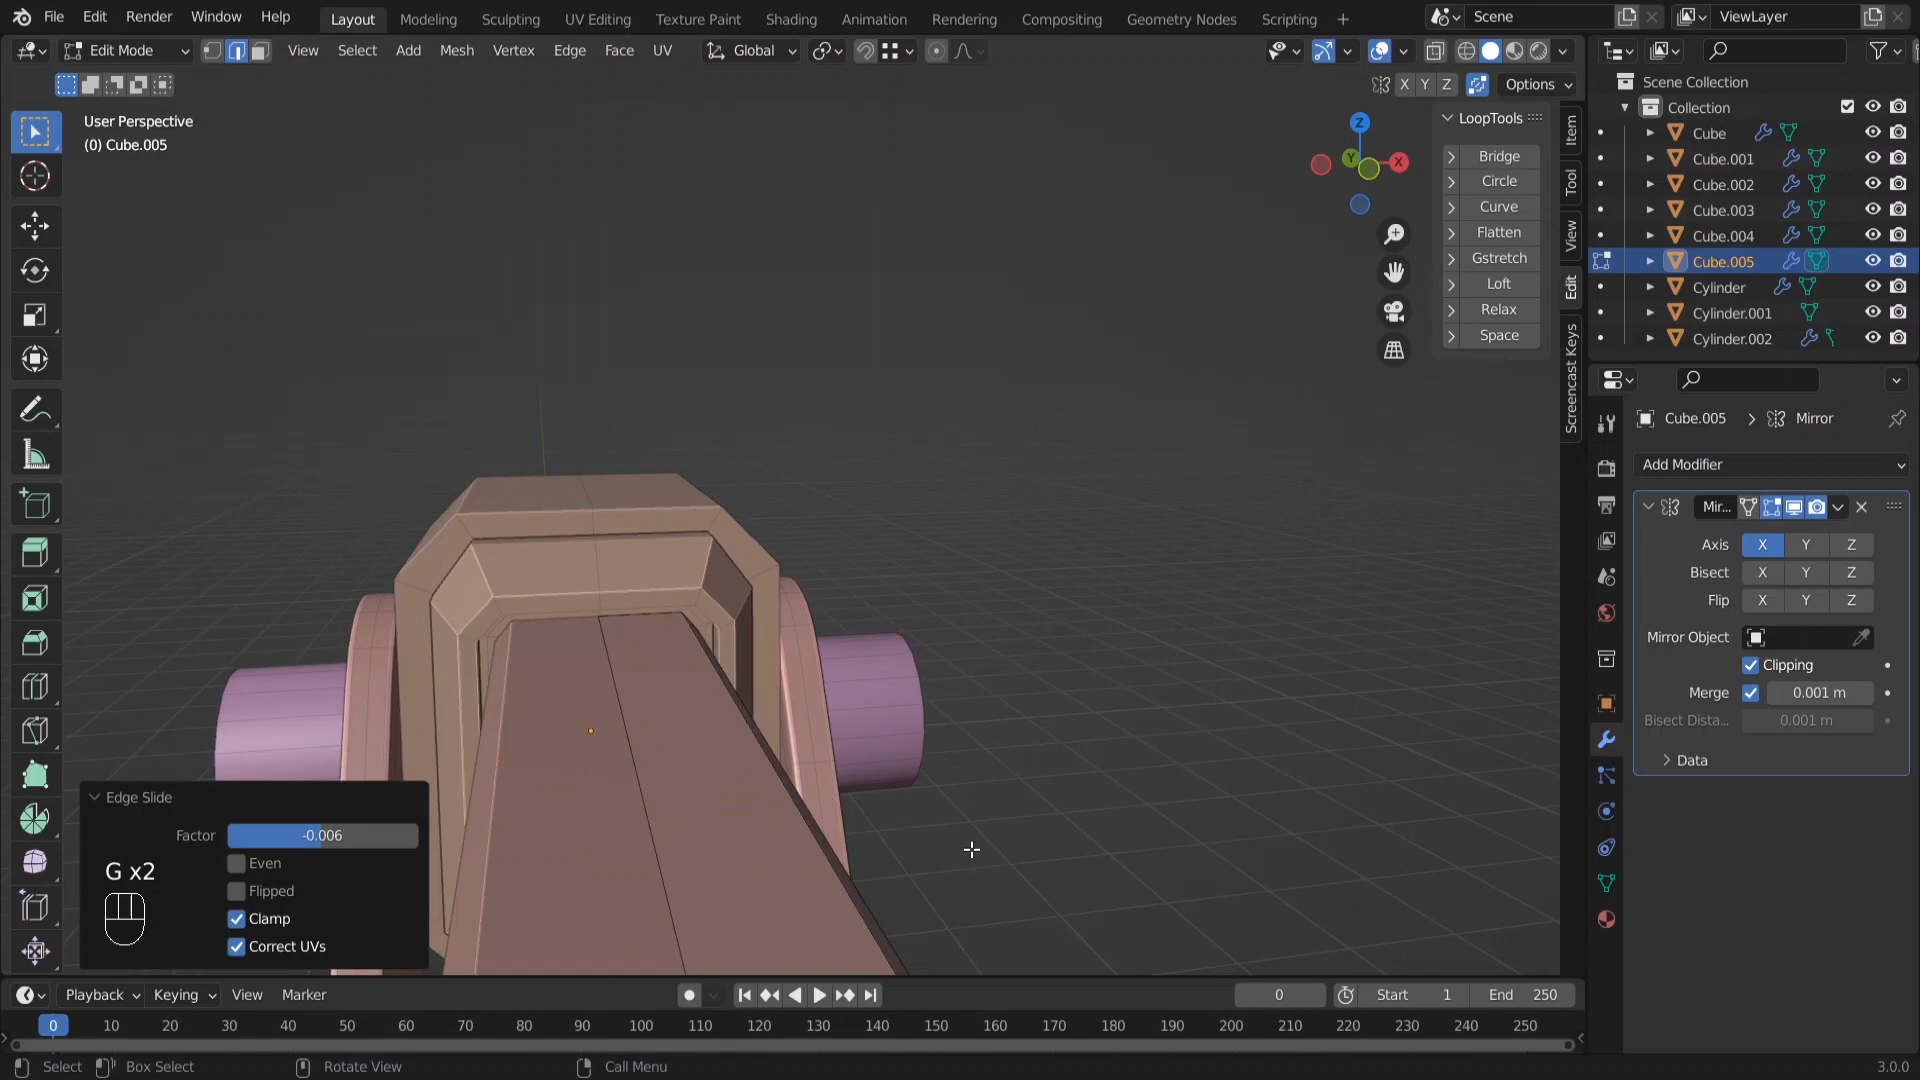 File Edit Render Window Help Layout Modeling Sculpting UV Editing Texture Paint Shading Animation Rendering Compositing Geometry Nodes Scripting + Scene ViewLayer
Edit Mode View Select Add Mesh Vertex Edge Face UV Global
X Y Z Options
User Perspective
(0) Cube.005
Z
Y
X
LoopTools
Bridge
Circle
Curve
Flatten
Gstretch
Loft
Relax
Space
Item
Tool
View
Edit
Screencast Keys
Scene Collection
Collection
Cube
Cube.001
Cube.002
Cube.003
Cube.004
Cube.005
Cylinder
Cylinder.001
Cylinder.002
Cube.005 > Mirror
Add Modifier
Mir...
Axis X Y Z
Bisect X Y Z
Flip X Y Z
Mirror Object
Clipping
Merge 0.001 m
Bisect Dista... 0.001 m
Data
Edge Slide
Factor -0.006
Even
Flipped
Clamp
Correct UVs
G x2
Playback Keying View Marker 0 Start 1 End 250
0 10 20 30 40 50 60 70 80 90 100 110 120 130 140 150 160 170 180 190 200 210 220 230 240 250
Select Box Select Rotate View Call Menu 3.0.0